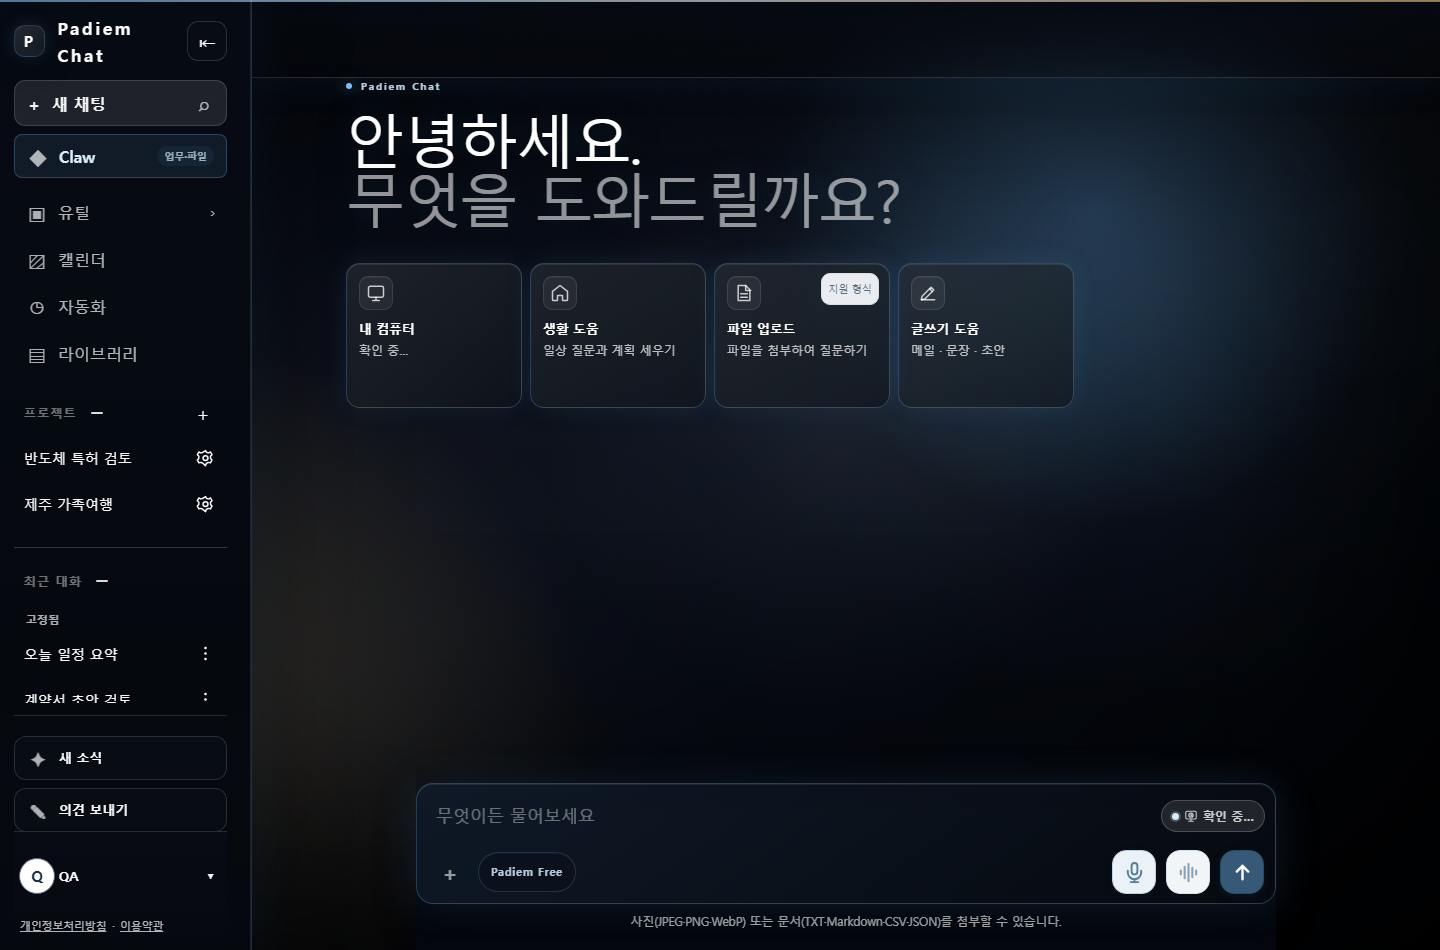 P
Padiem
Chat
+ 새 채팅
Claw
업무·파일
유틸
캘린더
자동화
라이브러리
프로젝트
반도체 특허 검토
제주 가족여행
최근 대화
고정됨
오늘 일정 요약
계약서 초안 검토
새 소식
의견 보내기
Q QA
개인정보처리방침 · 이용약관
Padiem Chat
안녕하세요.
무엇을 도와드릴까요?
내 컴퓨터
확인 중...
생활 도움
일상 질문과 계획 세우기
지원 형식
파일 업로드
파일을 첨부하여 질문하기
글쓰기 도움
메일 · 문장 · 초안
무엇이든 물어보세요
확인 중...
+ Padiem Free
사진(JPEG·PNG·WebP) 또는 문서(TXT·Markdown·CSV·JSON)를 첨부할 수 있습니다.